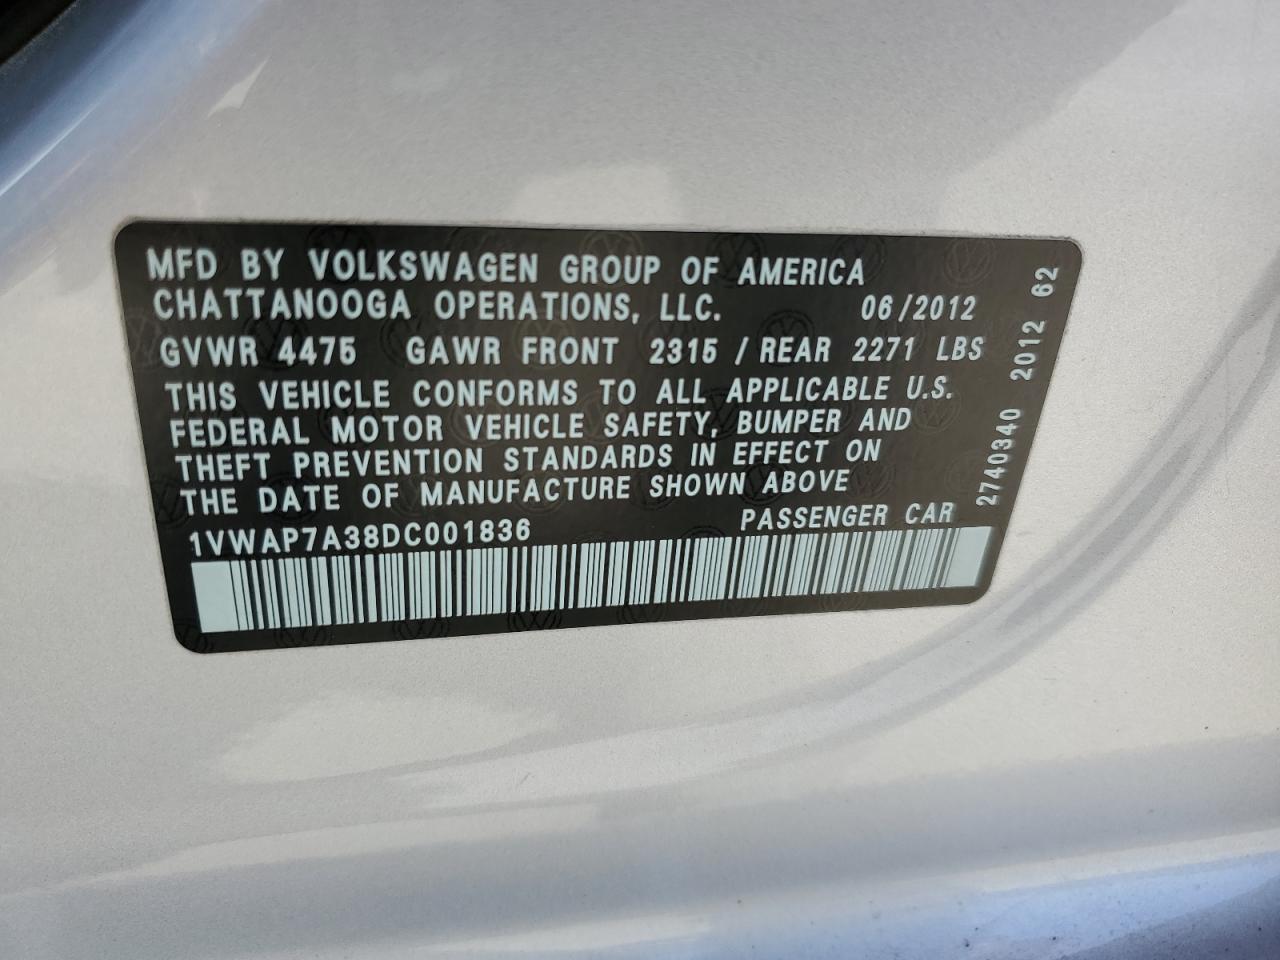 MFD BY VOLKSWAGEN GROUP OF AMERICA
CHATTANOOGA OPERATIONS, LLC. 06/2012
GVWR 4475 GAWR FRONT 2315 / REAR 2271 LBS
THIS VEHICLE CONFORMS TO ALL APPLICABLE U.S.
FEDERAL MOTOR VEHICLE SAFETY, BUMPER AND
THEFT PREVENTION STANDARDS IN EFFECT ON
THE DATE OF MANUFACTURE SHOWN ABOVE
1VWAP7A38DC001836 PASSENGER CAR
2740340 2012 62